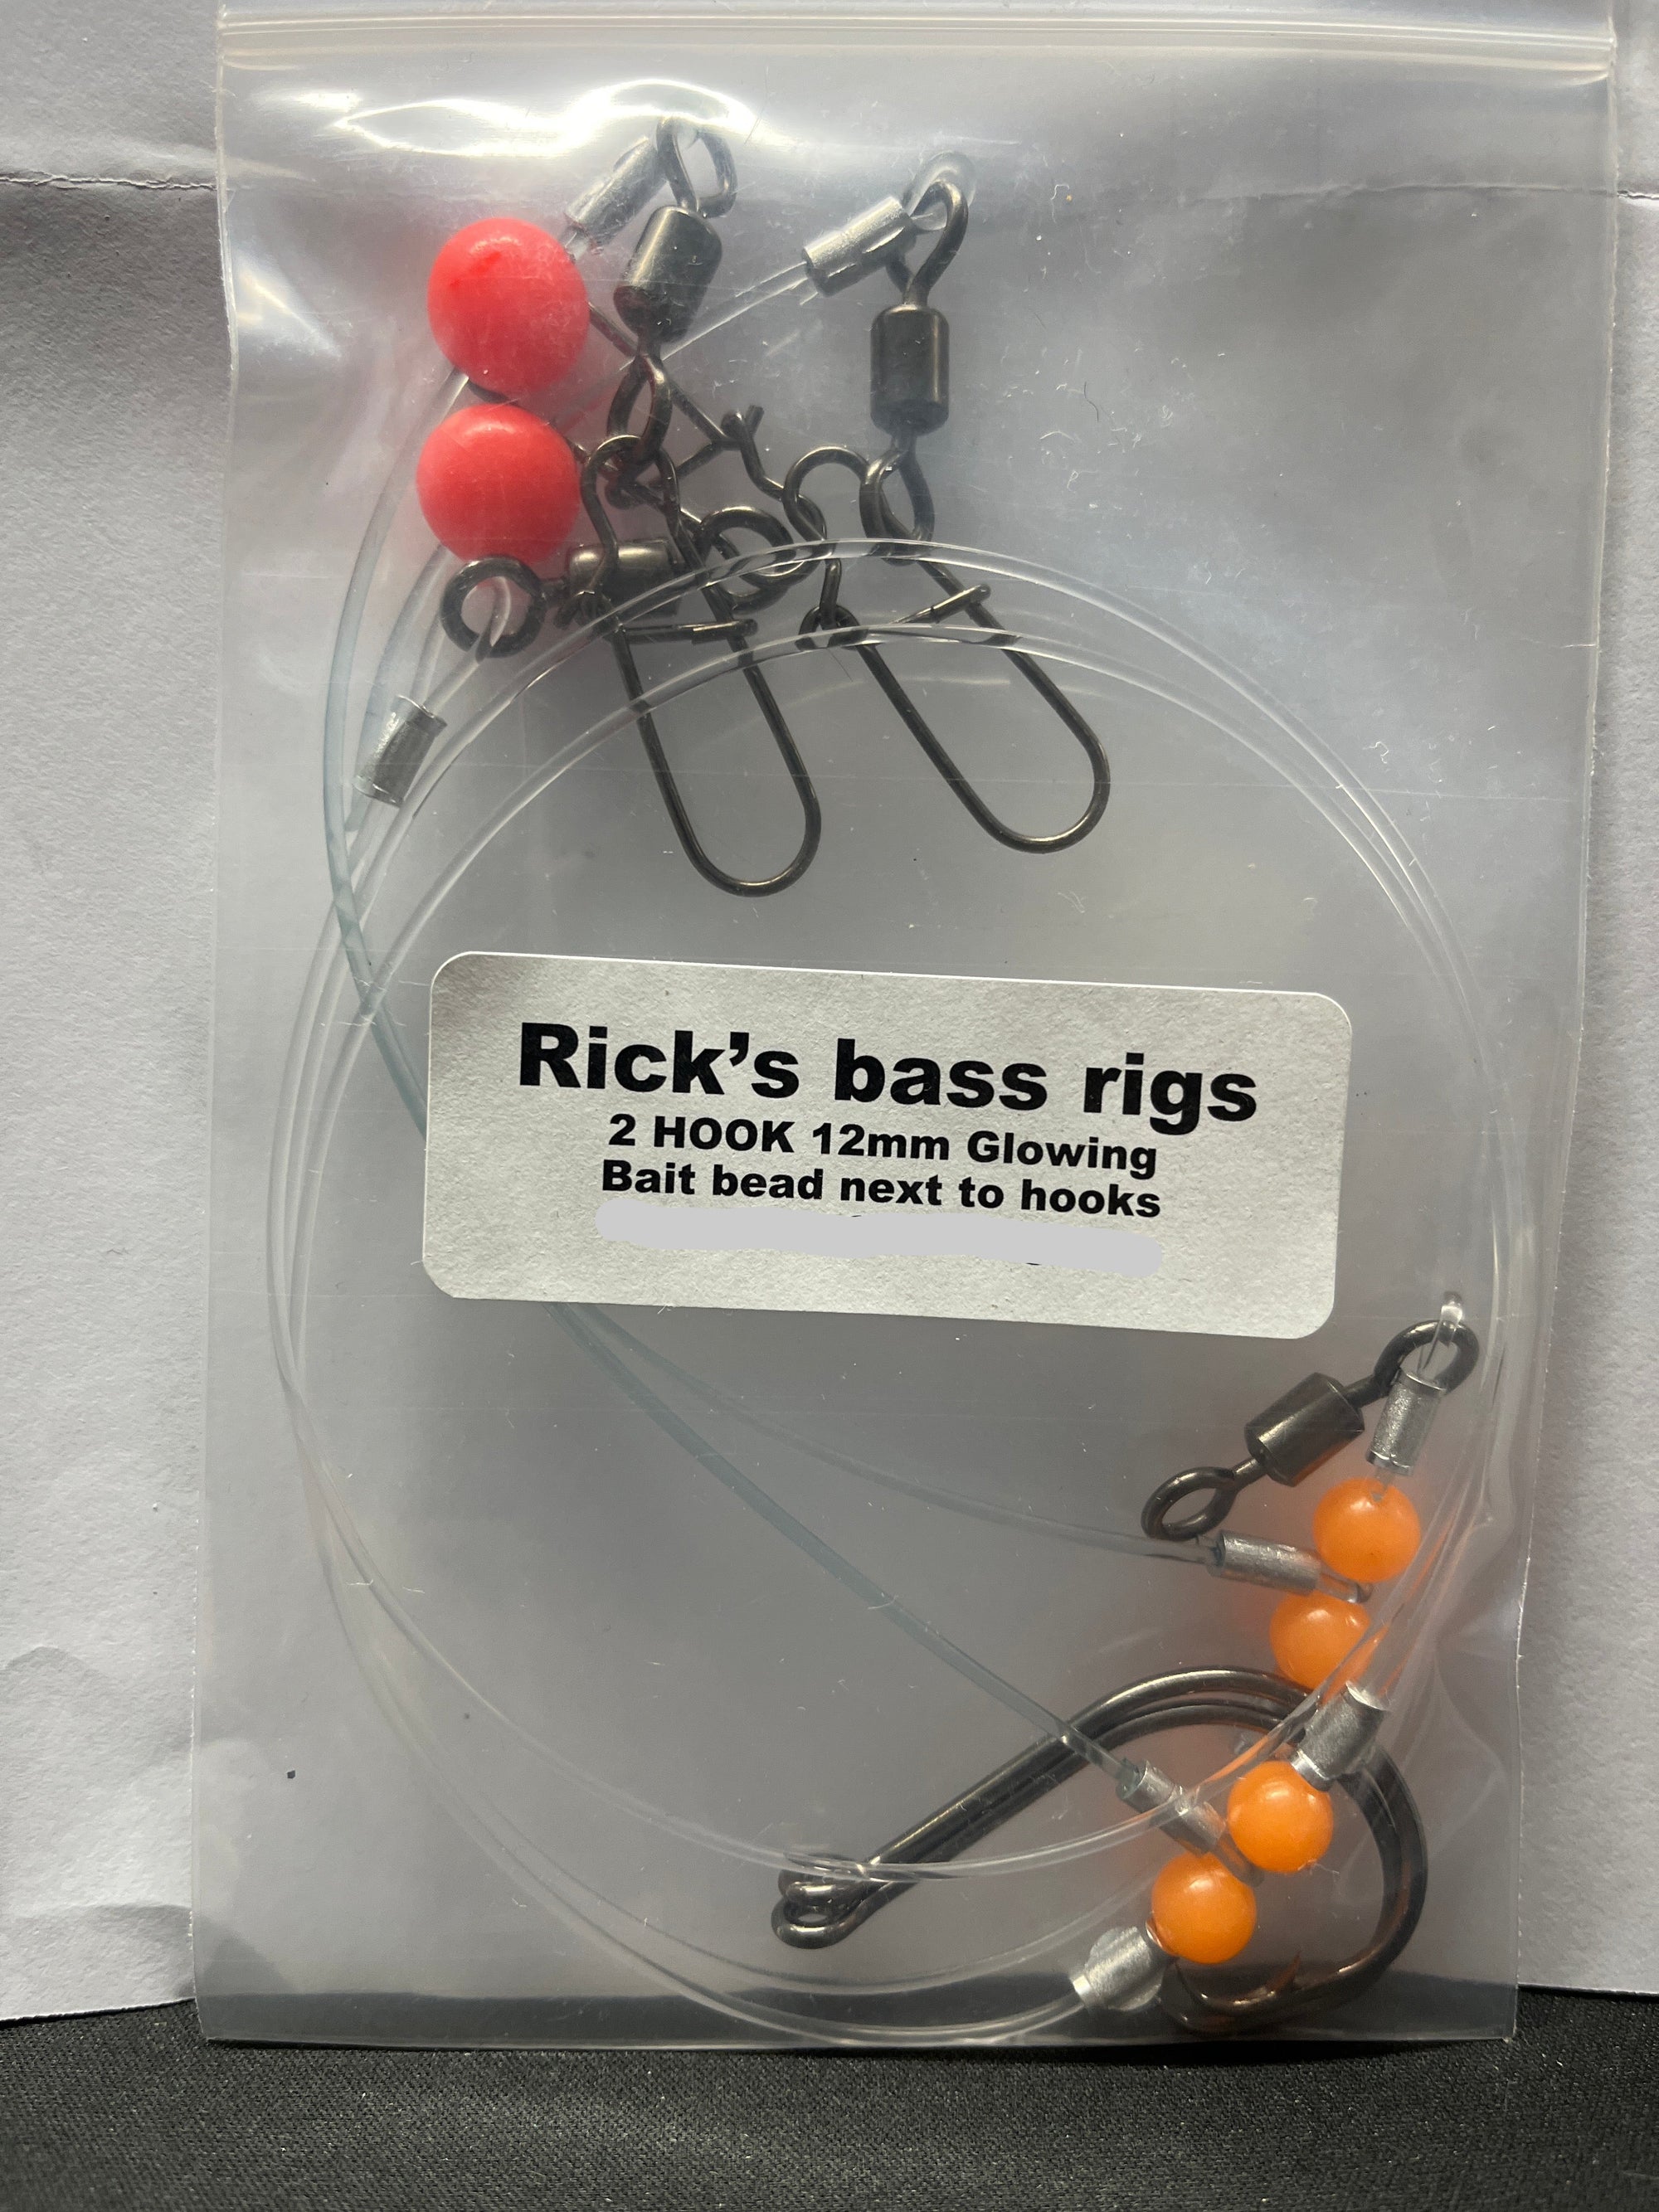 Rick’s bass rigs
2 HOOK 12mm Glowing
Bait bead next to hooks